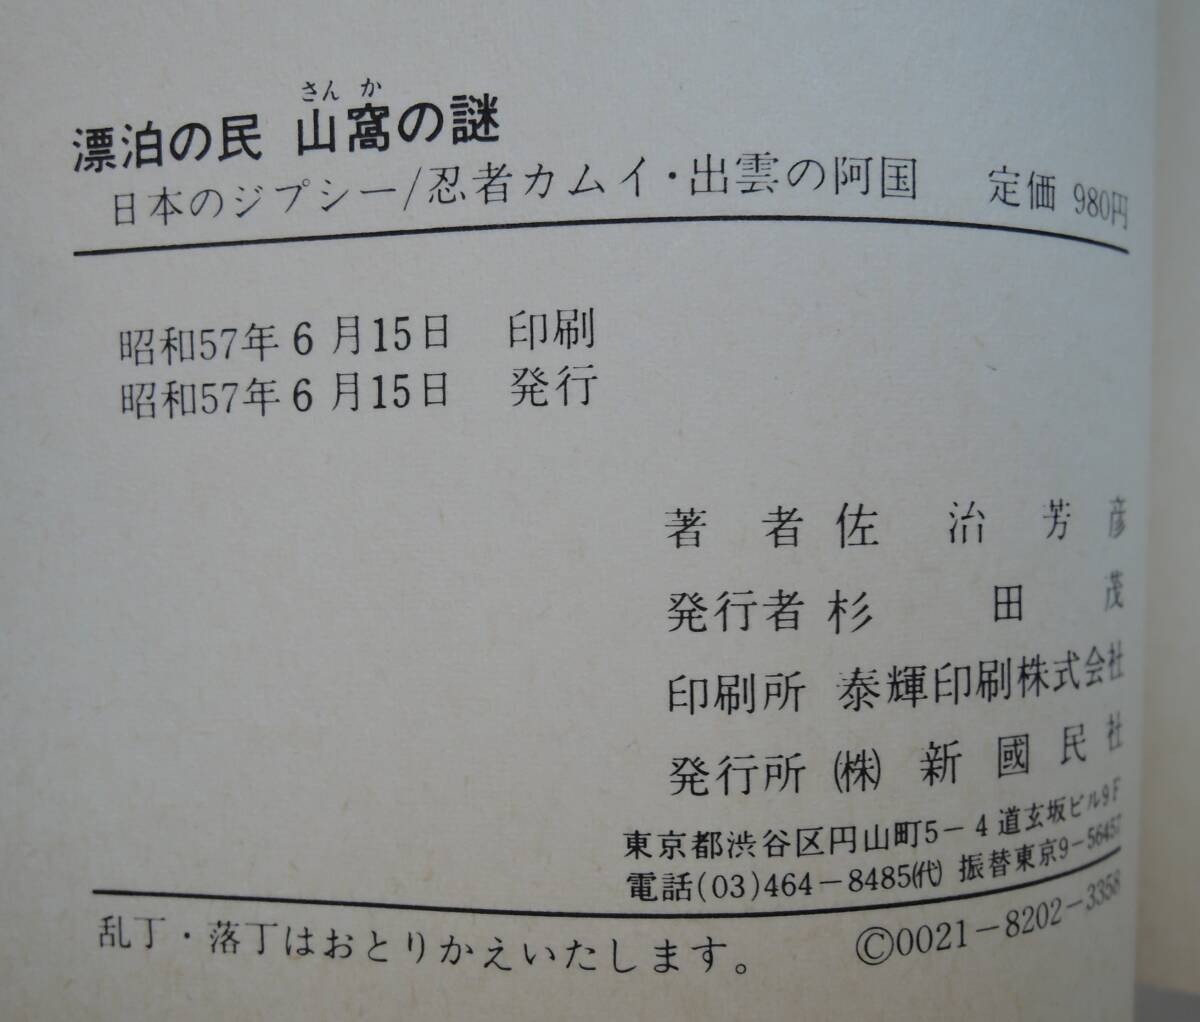 さんか
漂泊の民 山窩の謎
日本のジプシー/忍者カムイ・出雲の阿国 定価 980円
昭和57年6月15日 印刷
昭和57年6月15日 発行
著者 佐治芳彦
発行者 杉田茂
印刷所 泰輝印刷株式会社
発行所 (株) 新國民社
東京都渋谷区円山町5-4道玄坂ビル9F
電話(03)464-8485(代) 振替東京9-56457
乱丁・落丁はおとりかえいたします。 ©0021-8202-3358